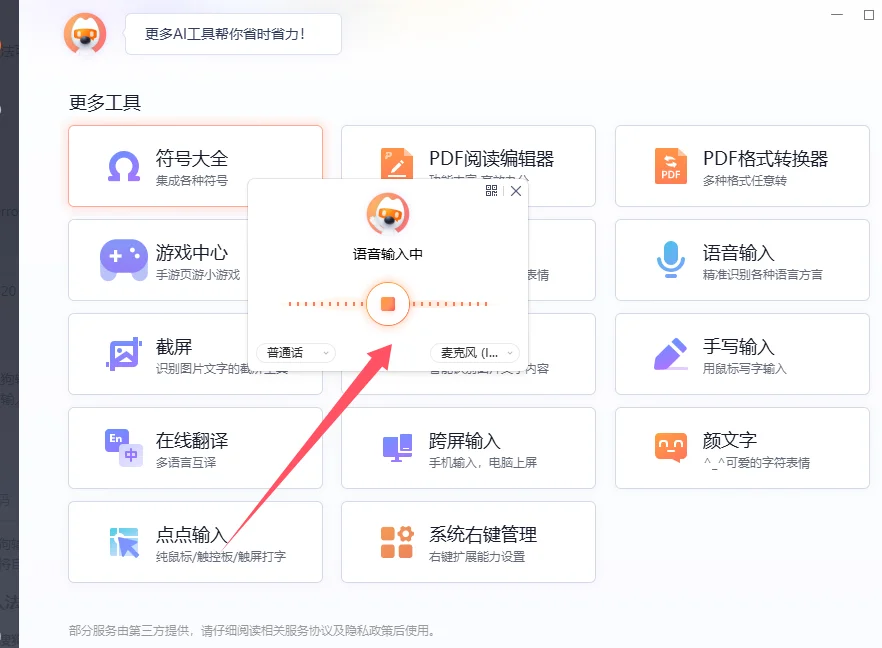 更多AI工具帮你省时省力!
更多工具
符号大全
集成各种符号
PDF阅读编辑器
P
PDF格式转换器
多种格式任意转
PDF
语音输入中
普通话
麦克风 (I...
游戏中心
手游页游小游戏
表情
语音输入
精准识别各种语言方言
截屏
识别图片文字的截屏工具
内容
手写输入
用鼠标写字输入
En
中
在线翻译
多语言互译
跨屏输入
手机输入，电脑上屏
颜文字
^_^可爱的字符表情
点点输入
纯鼠标/触控板/触屏打字
系统右键管理
右键扩展能力设置
部分服务由第三方提供，请仔细阅读相关服务协议及隐私政策后使用。